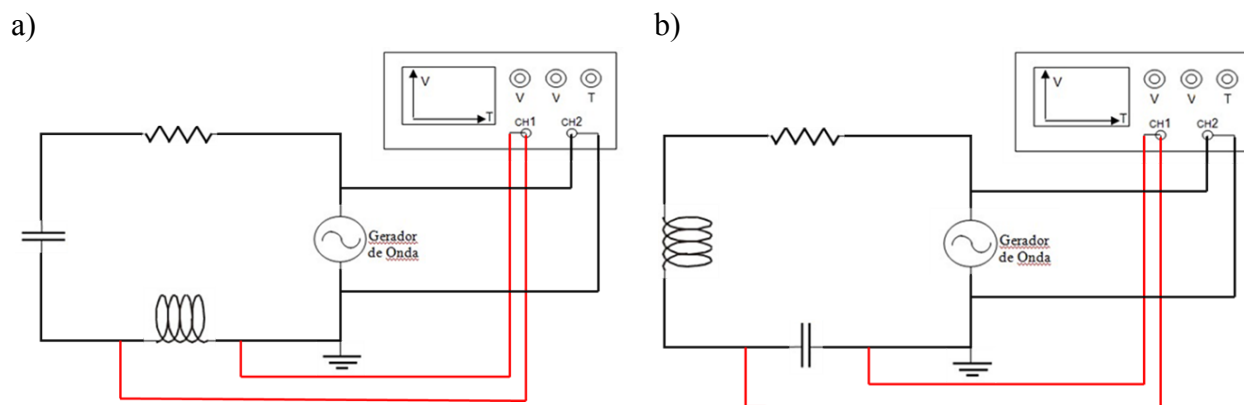 a)
V
T
V V T
CH1 CH2
Gerador
de Onda
b)
V
T
V V T
CH1 CH2
Gerador
de Onda